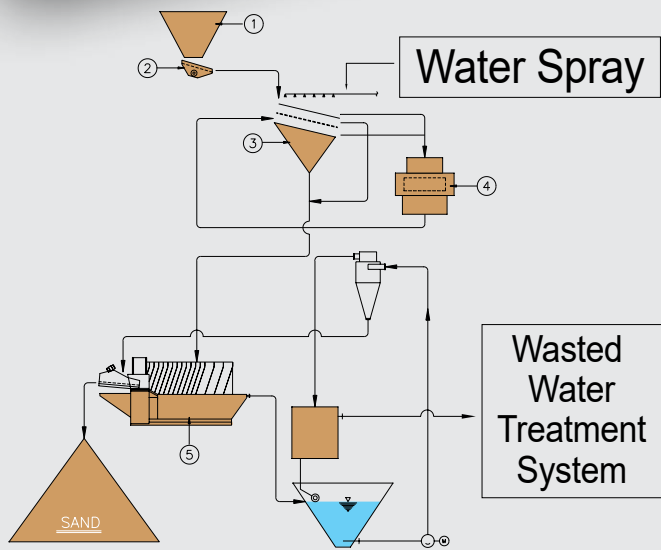 1
2
Water Spray
3
4
Wasted
Water
Treatment
System
5
SAND
M